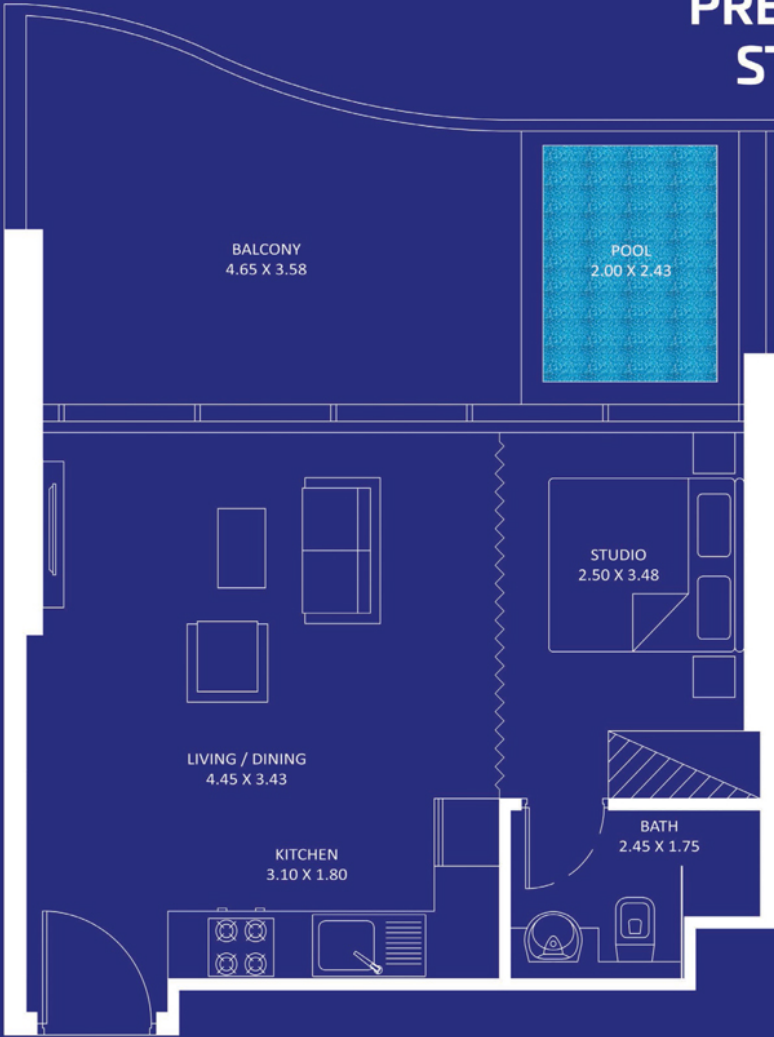 BALCONY
4.65 X 3.58
POOL
2.00 X 2.43
STUDIO
2.50 X 3.48
LIVING / DINING
4.45 X 3.43
KITCHEN
3.10 X 1.80
BATH
2.45 X 1.75